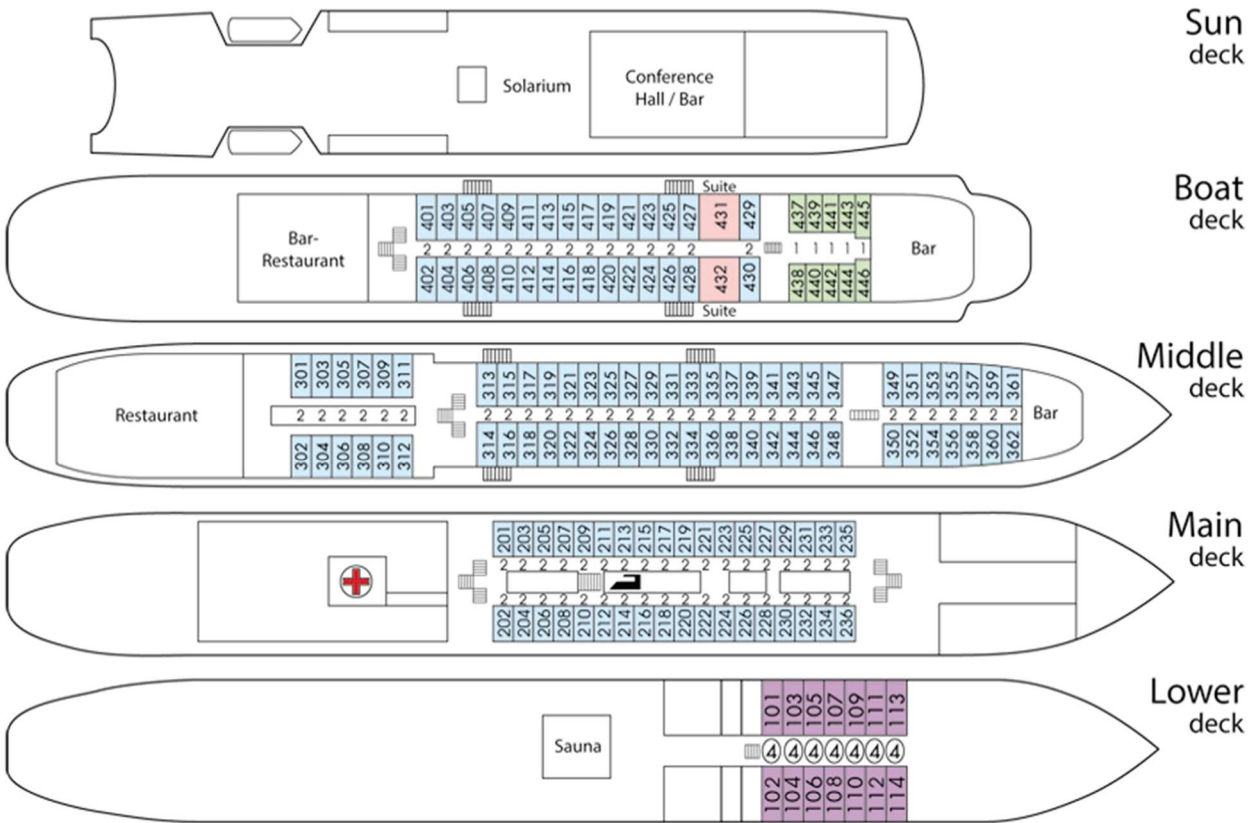 Sun
deck
Solarium
Conference
Hall / Bar
Boat
deck
Suite
401 403 405 407 409 411 413 415 417 419 421 423 425 427 431 429
437 439 441 443 445
Bar-
Restaurant
2 2 2 2 2 2 2 2 2 2 2 2 2 2 2
1 1 1 1 1
Bar
402 404 406 408 410 412 414 416 418 420 422 424 426 428 432 430
438 440 442 444 446
Suite
Middle
deck
301 303 305 307 309 311
313 315 317 319 321 323 325 327 329 331 333 335 337 339 341 343 345 347
349 351 353 355 357 359 361
Restaurant
2 2 2 2 2 2
2 2 2 2 2 2 2 2 2 2 2 2 2 2 2 2 2 2
2 2 2 2 2 2 2
Bar
302 304 306 308 310 312
314 316 318 320 322 324 326 328 330 332 334 336 338 340 342 344 346 348
350 352 354 356 358 360 362
Main
deck
201 203 205 207 209 211 213 215 217 219 221 223 225 227 229 231 233 235
2 2 2 2 2 2 2 2 2 2 2 2 2 2 2 2 2 2
2 2 2 2 2 2 2 2 2 2 2 2 2 2 2 2 2 2
202 204 206 208 210 212 214 216 218 220 222 224 226 228 230 232 234 236
Lower
deck
101 103 105 107 109 111 113
Sauna
4 4 4 4 4 4 4
102 104 106 108 110 112 114